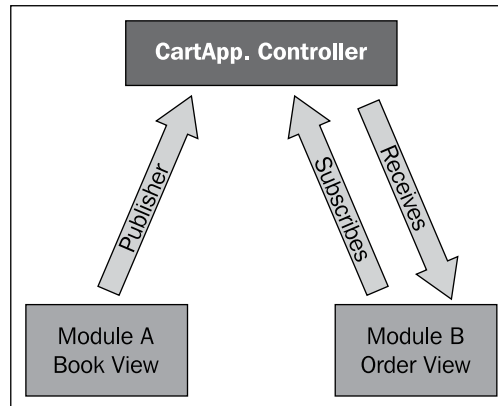 CartApp. Controller
Publisher
Subscribes
Receives
Module A
Book View
Module B
Order View